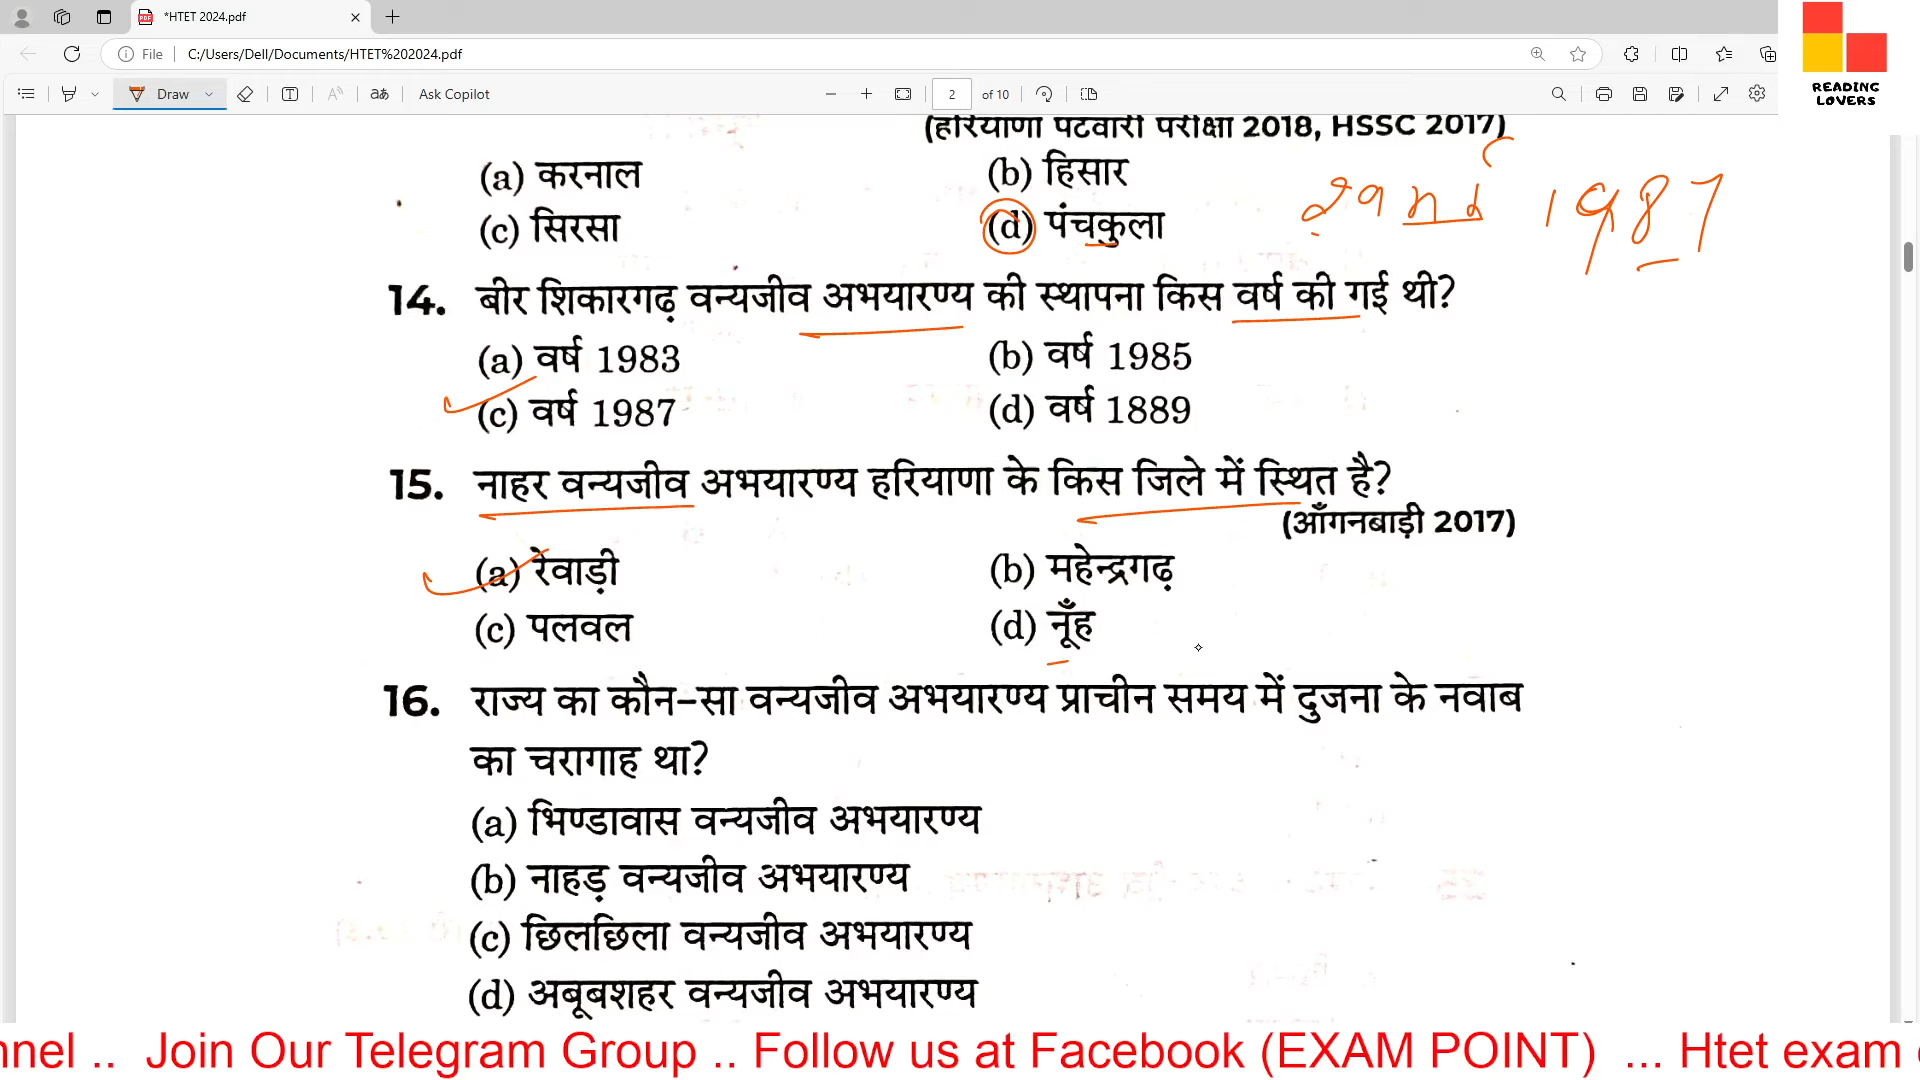 *HTET 2024.pdf
File C:/Users/Dell/Documents/HTET%202024.pdf
Draw Ask Copilot 2 of 10
READING
LOVERS
(हरियाणा पटवारी परीक्षा 2018, HSSC 2017)
(a) करनाल (b) हिसार
(c) सिरसा (d) पंचकुला
1987
14. बीर शिकारगढ़ वन्यजीव अभयारण्य की स्थापना किस वर्ष की गई थी?
(a) वर्ष 1983 (b) वर्ष 1985
(c) वर्ष 1987 (d) वर्ष 1889
15. नाहर वन्यजीव अभयारण्य हरियाणा के किस जिले में स्थित है?
(आँगनबाड़ी 2017)
(a) रेवाड़ी (b) महेन्द्रगढ़
(c) पलवल (d) नूँह
16. राज्य का कौन-सा वन्यजीव अभयारण्य प्राचीन समय में दुजना के नवाब
का चरागाह था?
(a) भिण्डावास वन्यजीव अभयारण्य
(b) नाहड़ वन्यजीव अभयारण्य
(c) छिलछिला वन्यजीव अभयारण्य
(d) अबूबशहर वन्यजीव अभयारण्य
nnel .. Join Our Telegram Group .. Follow us at Facebook (EXAM POINT) ... Htet exam